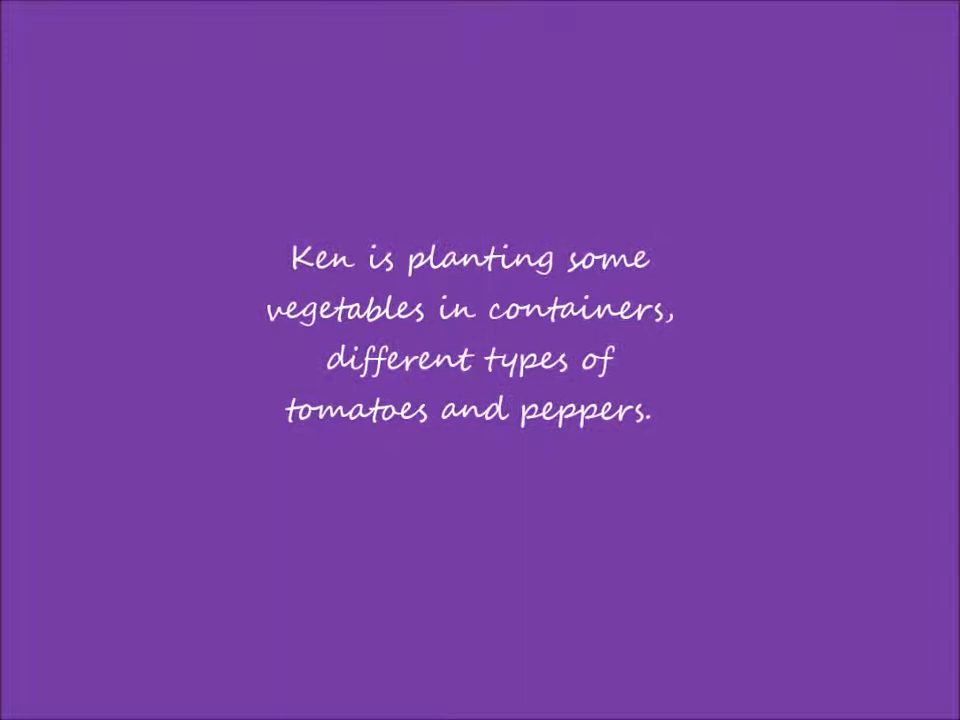 Ken is planting some
vegetables in containers,
different types of
tomatoes and peppers.